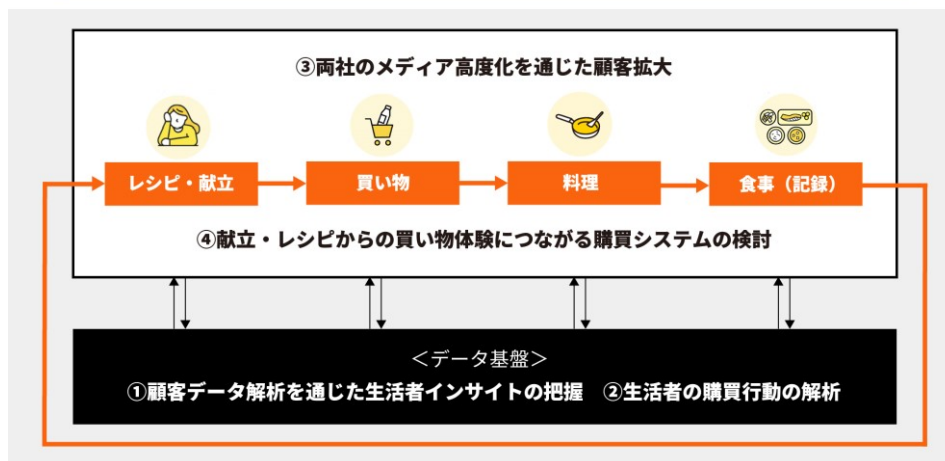 ③両社のメディア高度化を通じた顧客拡大
レシピ・献立
買い物
料理
食事（記録）
④献立・レシピからの買い物体験につながる購買システムの検討
＜データ基盤＞
①顧客データ解析を通じた生活者インサイトの把握　②生活者の購買行動の解析